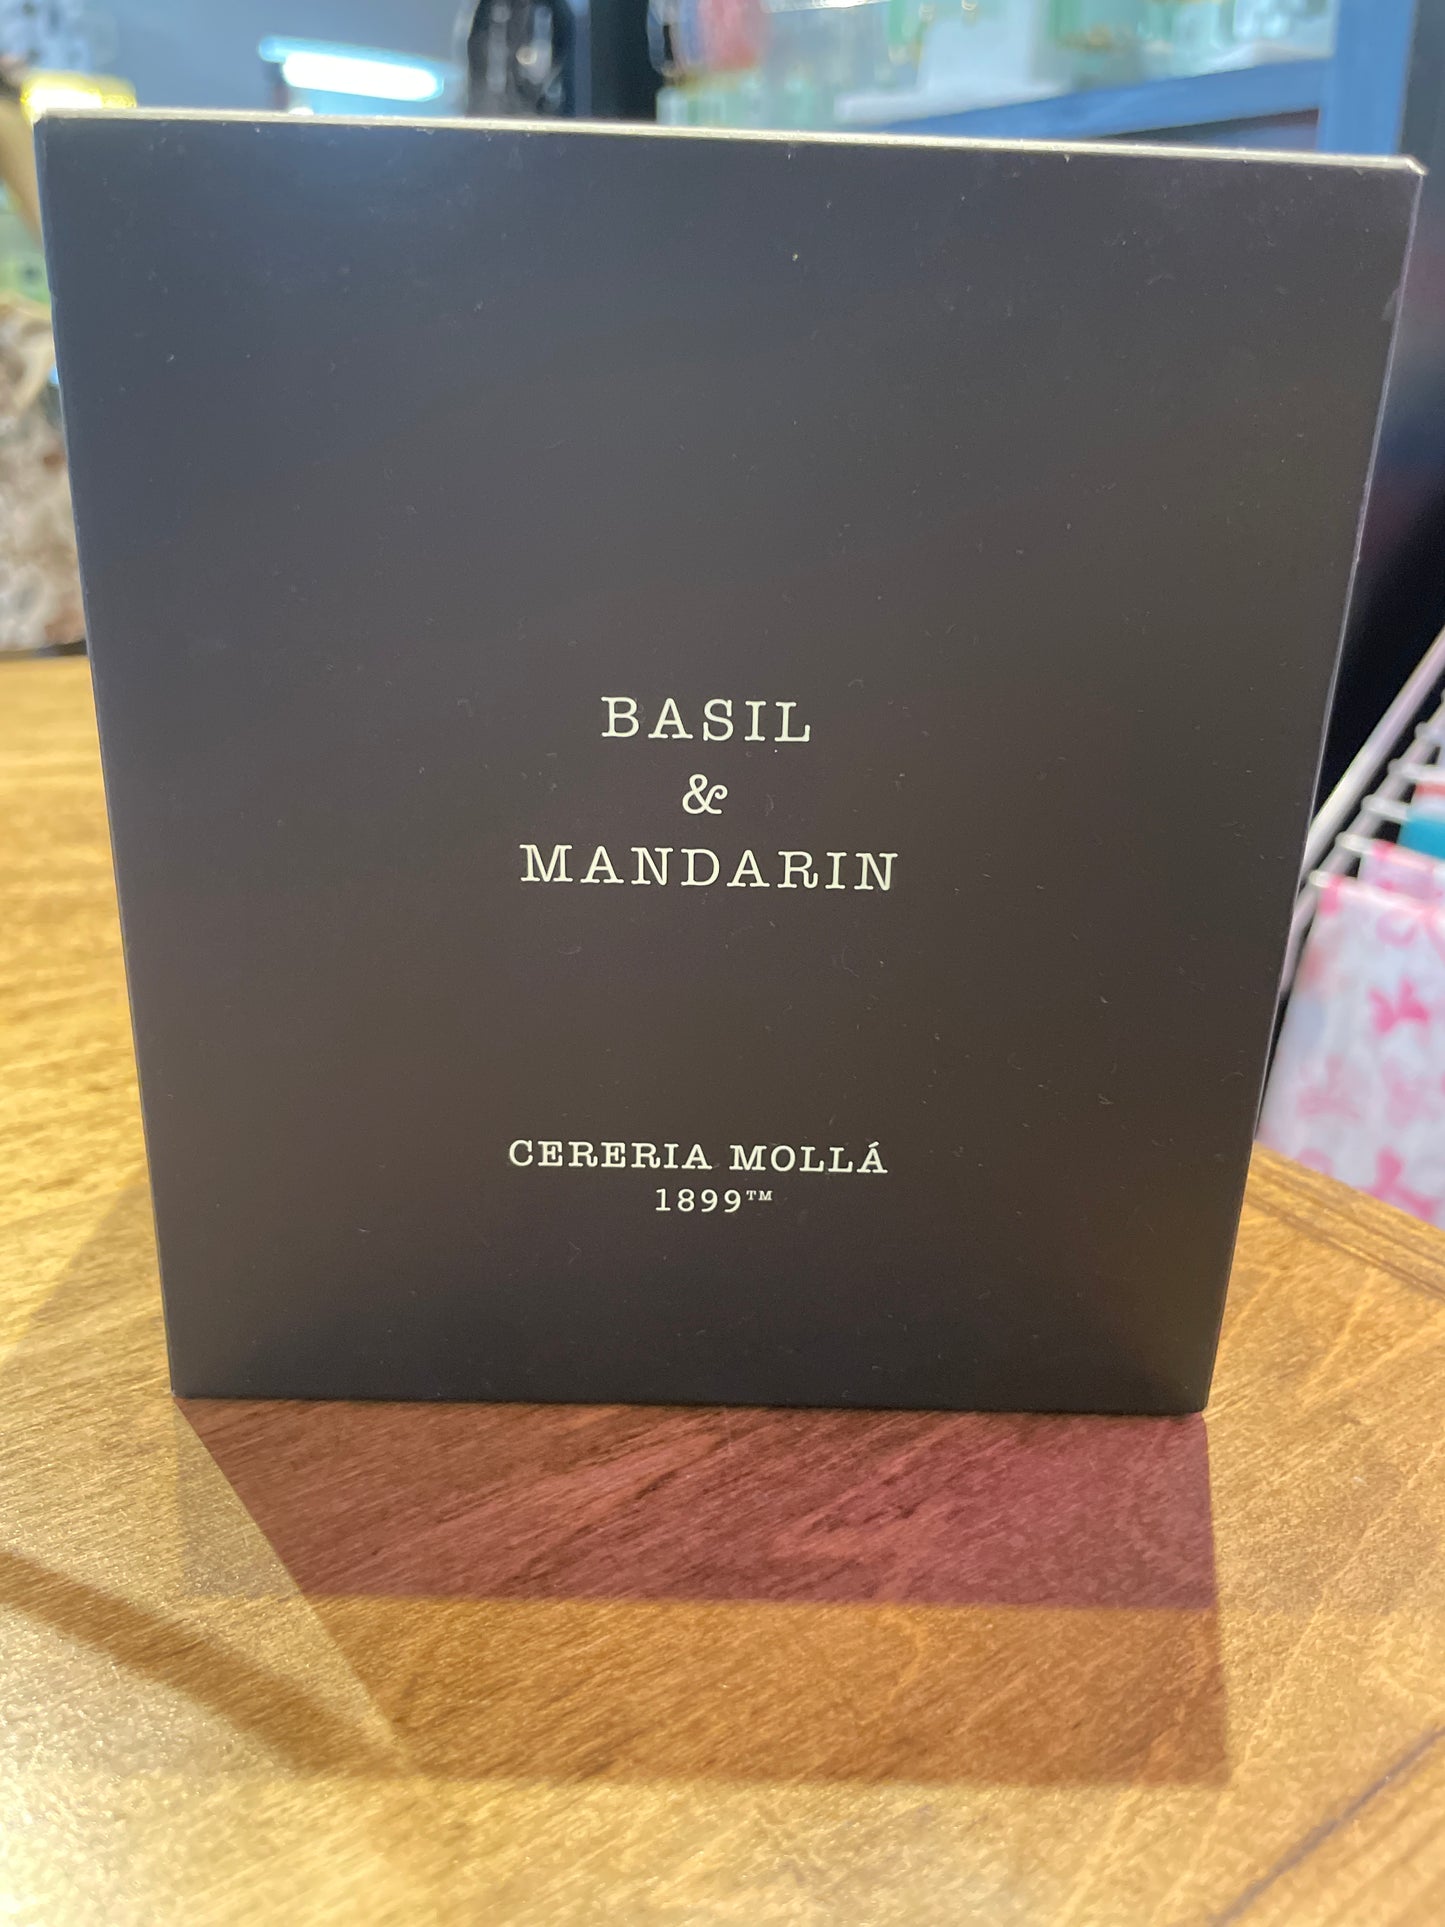 BASIL
&
MANDARIN
CERERIA MOLLÁ
1899™